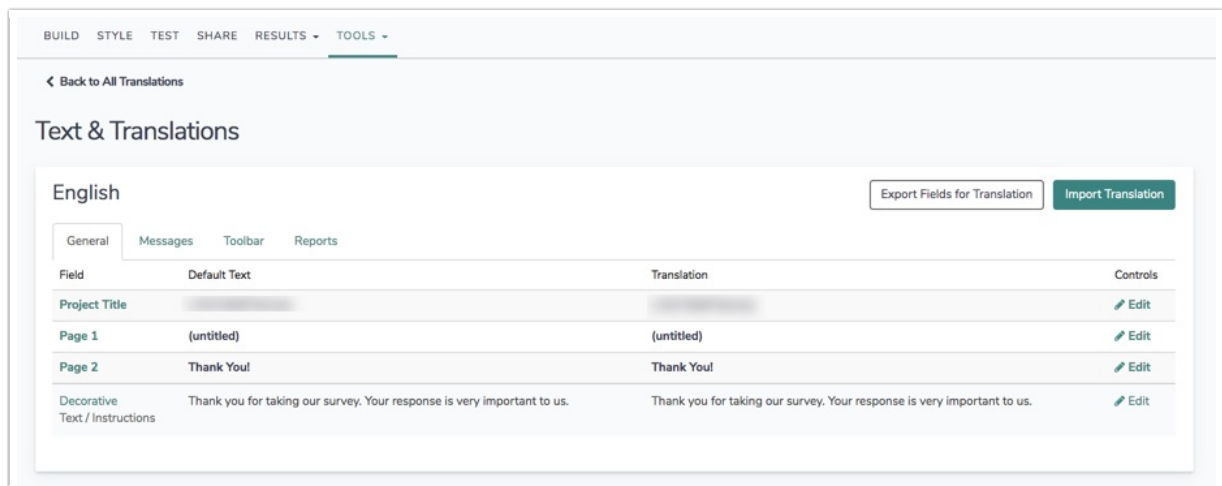 BUILD STYLE TEST SHARE RESULTS TOOLS
Back to All Translations
Text & Translations
English
Export Fields for Translation Import Translation
General Messages Toolbar Reports
Field Default Text Translation Controls
Project Title Edit
Page 1 (untitled) (untitled) Edit
Page 2 Thank You! Thank You! Edit
Decorative Thank you for taking our survey. Your response is very important to us. Thank you for taking our survey. Your response is very important to us. Edit
Text / Instructions